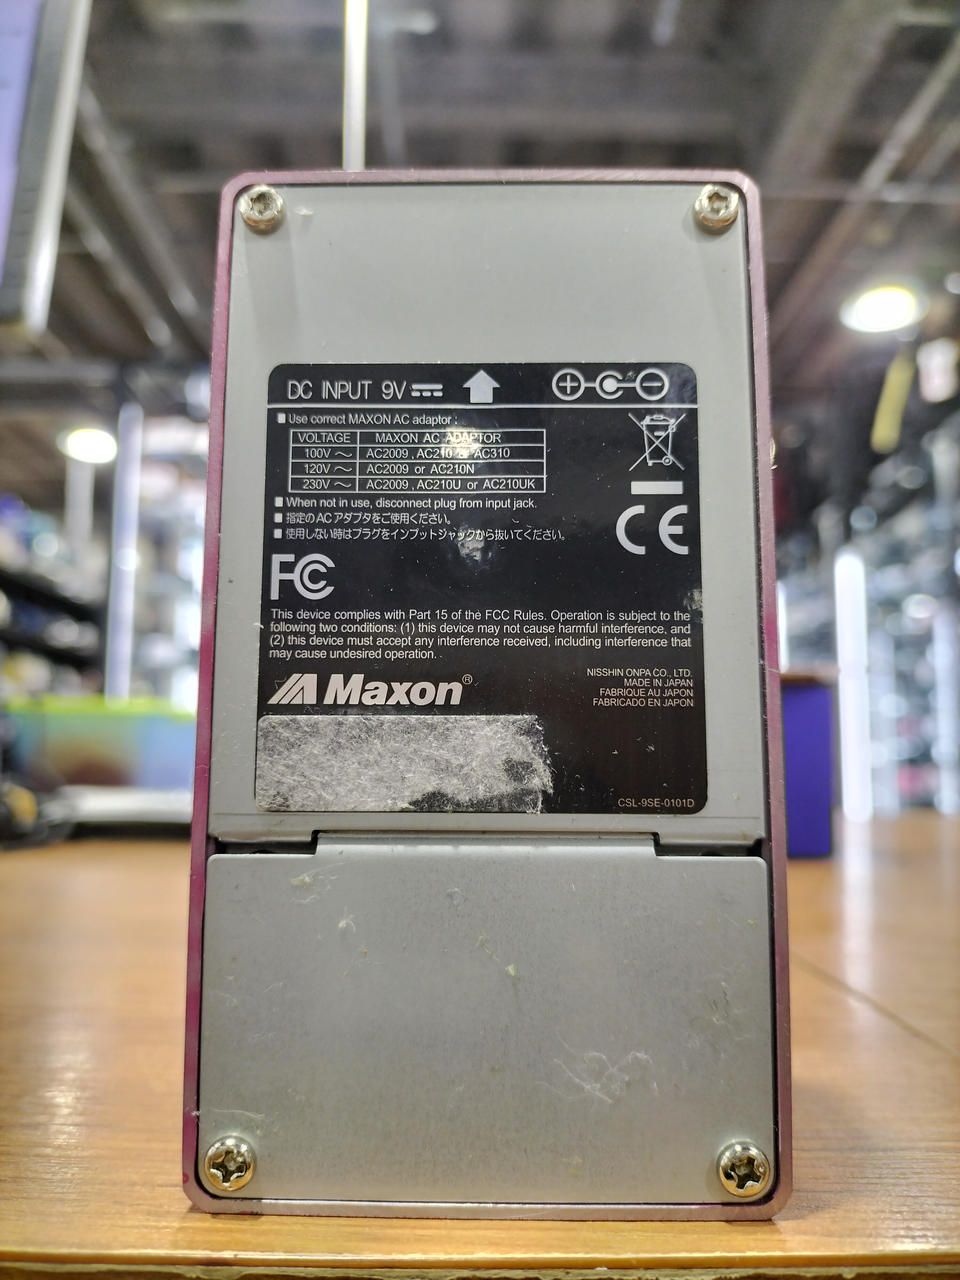 DC INPUT 9V
Use correct MAXON AC adaptor :
VOLTAGE MAXON AC ADAPTOR
100V ～ AC2009 , AC210 or AC310
120V ～ AC2009 or AC210N
230V ～ AC2009 , AC210U or AC210UK
When not in use, disconnect plug from input jack.
指定のACアダプタをご使用ください。
使用しない時はプラグをインプットジャックから抜いてください。
CE
FC
This device complies with Part 15 of the FCC Rules. Operation is subject to the
following two conditions: (1) this device may not cause harmful interference, and
(2) this device must accept any interference received, including interference that
may cause undesired operation.
Maxon®
NISSHIN ONPA CO., LTD.
MADE IN JAPAN
FABRIQUE AU JAPON
FABRICADO EN JAPON
CSL-9SE-0101D